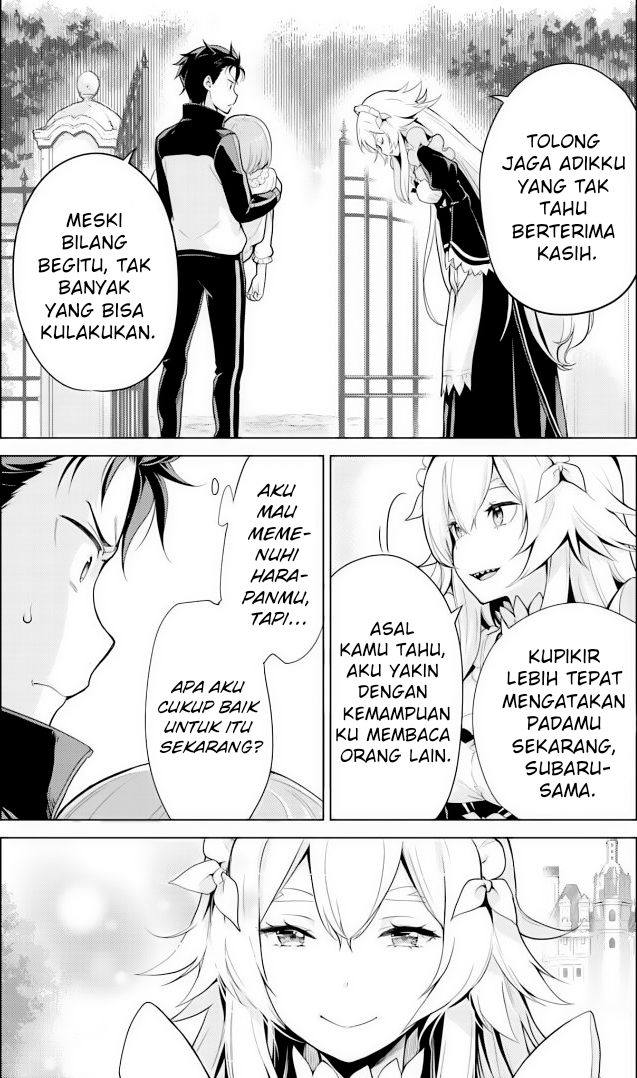 TOLONG
JAGA ADIKKU
YANG TAK
TAHU
BERTERIMA
KASIH.
MESKI
BILANG
BEGITU, TAK
BANYAK
YANG BISA
KULAKUKAN.
KUPIKIR
LEBIH TEPAT
MENGATAKAN
PADAMU
SEKARANG,
SUBARU-
SAMA.
ASAL
KAMU TAHU,
AKU YAKIN
DENGAN
KEMAMPUAN
KU MEMBACA
ORANG LAIN.
AKU
MAU
MEME-
NUHI
HARA-
PANMU,
TAPI...
APA AKU
CUKUP BAIK
UNTUK ITU
SEKARANG?